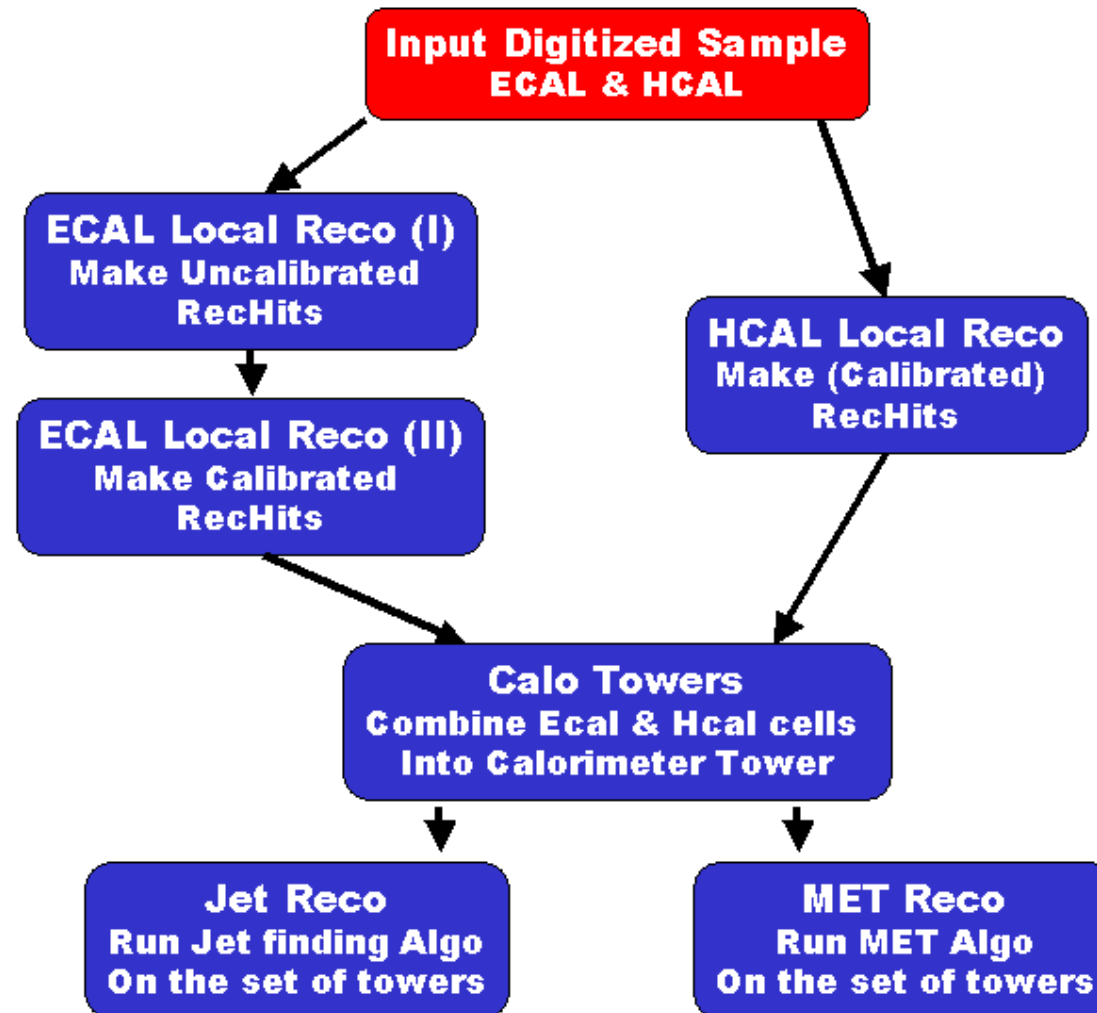 Input Digitized Sample
ECAL & HCAL
ECAL Local Reco (I)
Make Uncalibrated
RecHits
HCAL Local Reco
Make (Calibrated)
RecHits
ECAL Local Reco (II)
Make Calibrated
RecHits
Calo Towers
Combine Ecal & Hcal cells
Into Calorimeter Tower
Jet Reco
Run Jet finding Algo
On the set of towers
MET Reco
Run MET Algo
On the set of towers